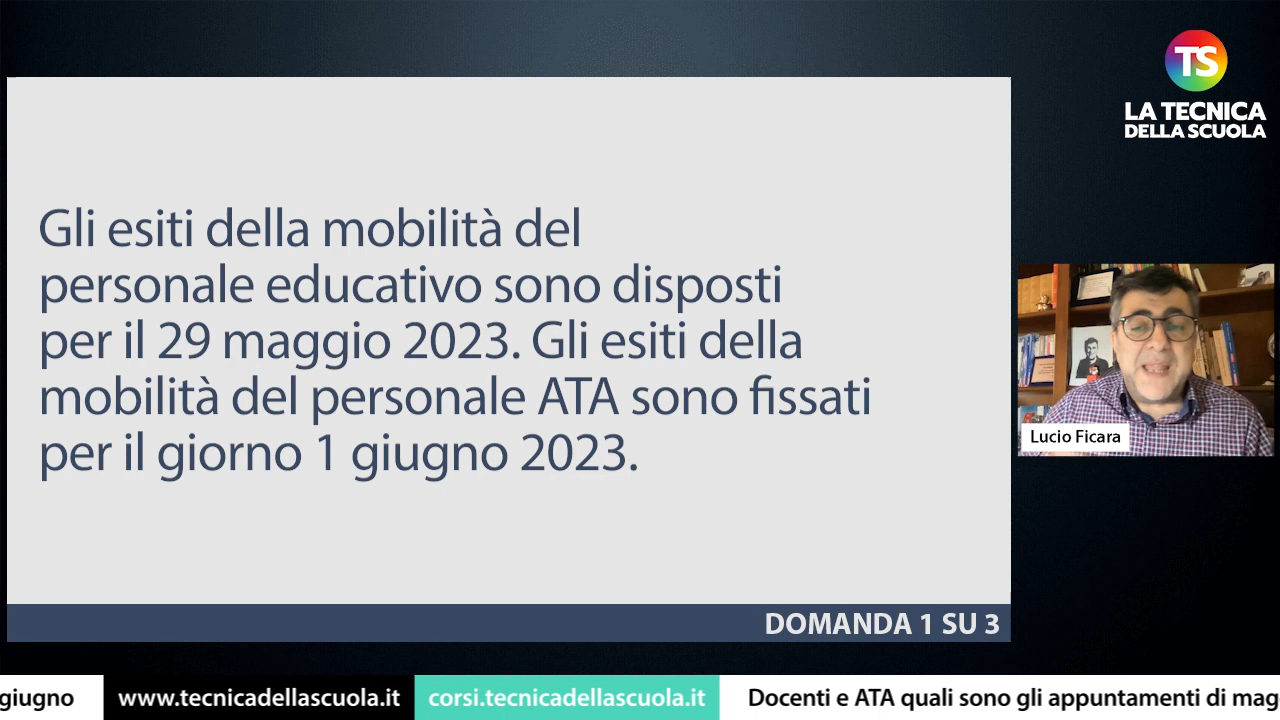 TS
LA TECNICA
DELLA SCUOLA
Gli esiti della mobilità del
personale educativo sono disposti
per il 29 maggio 2023. Gli esiti della
mobilità del personale ATA sono fissati
per il giorno 1 giugno 2023.
Lucio Ficara
DOMANDA 1 SU 3
giugno www.tecnicadellascuola.it corsi.tecnicadellascuola.it Docenti e ATA quali sono gli appuntamenti di mag